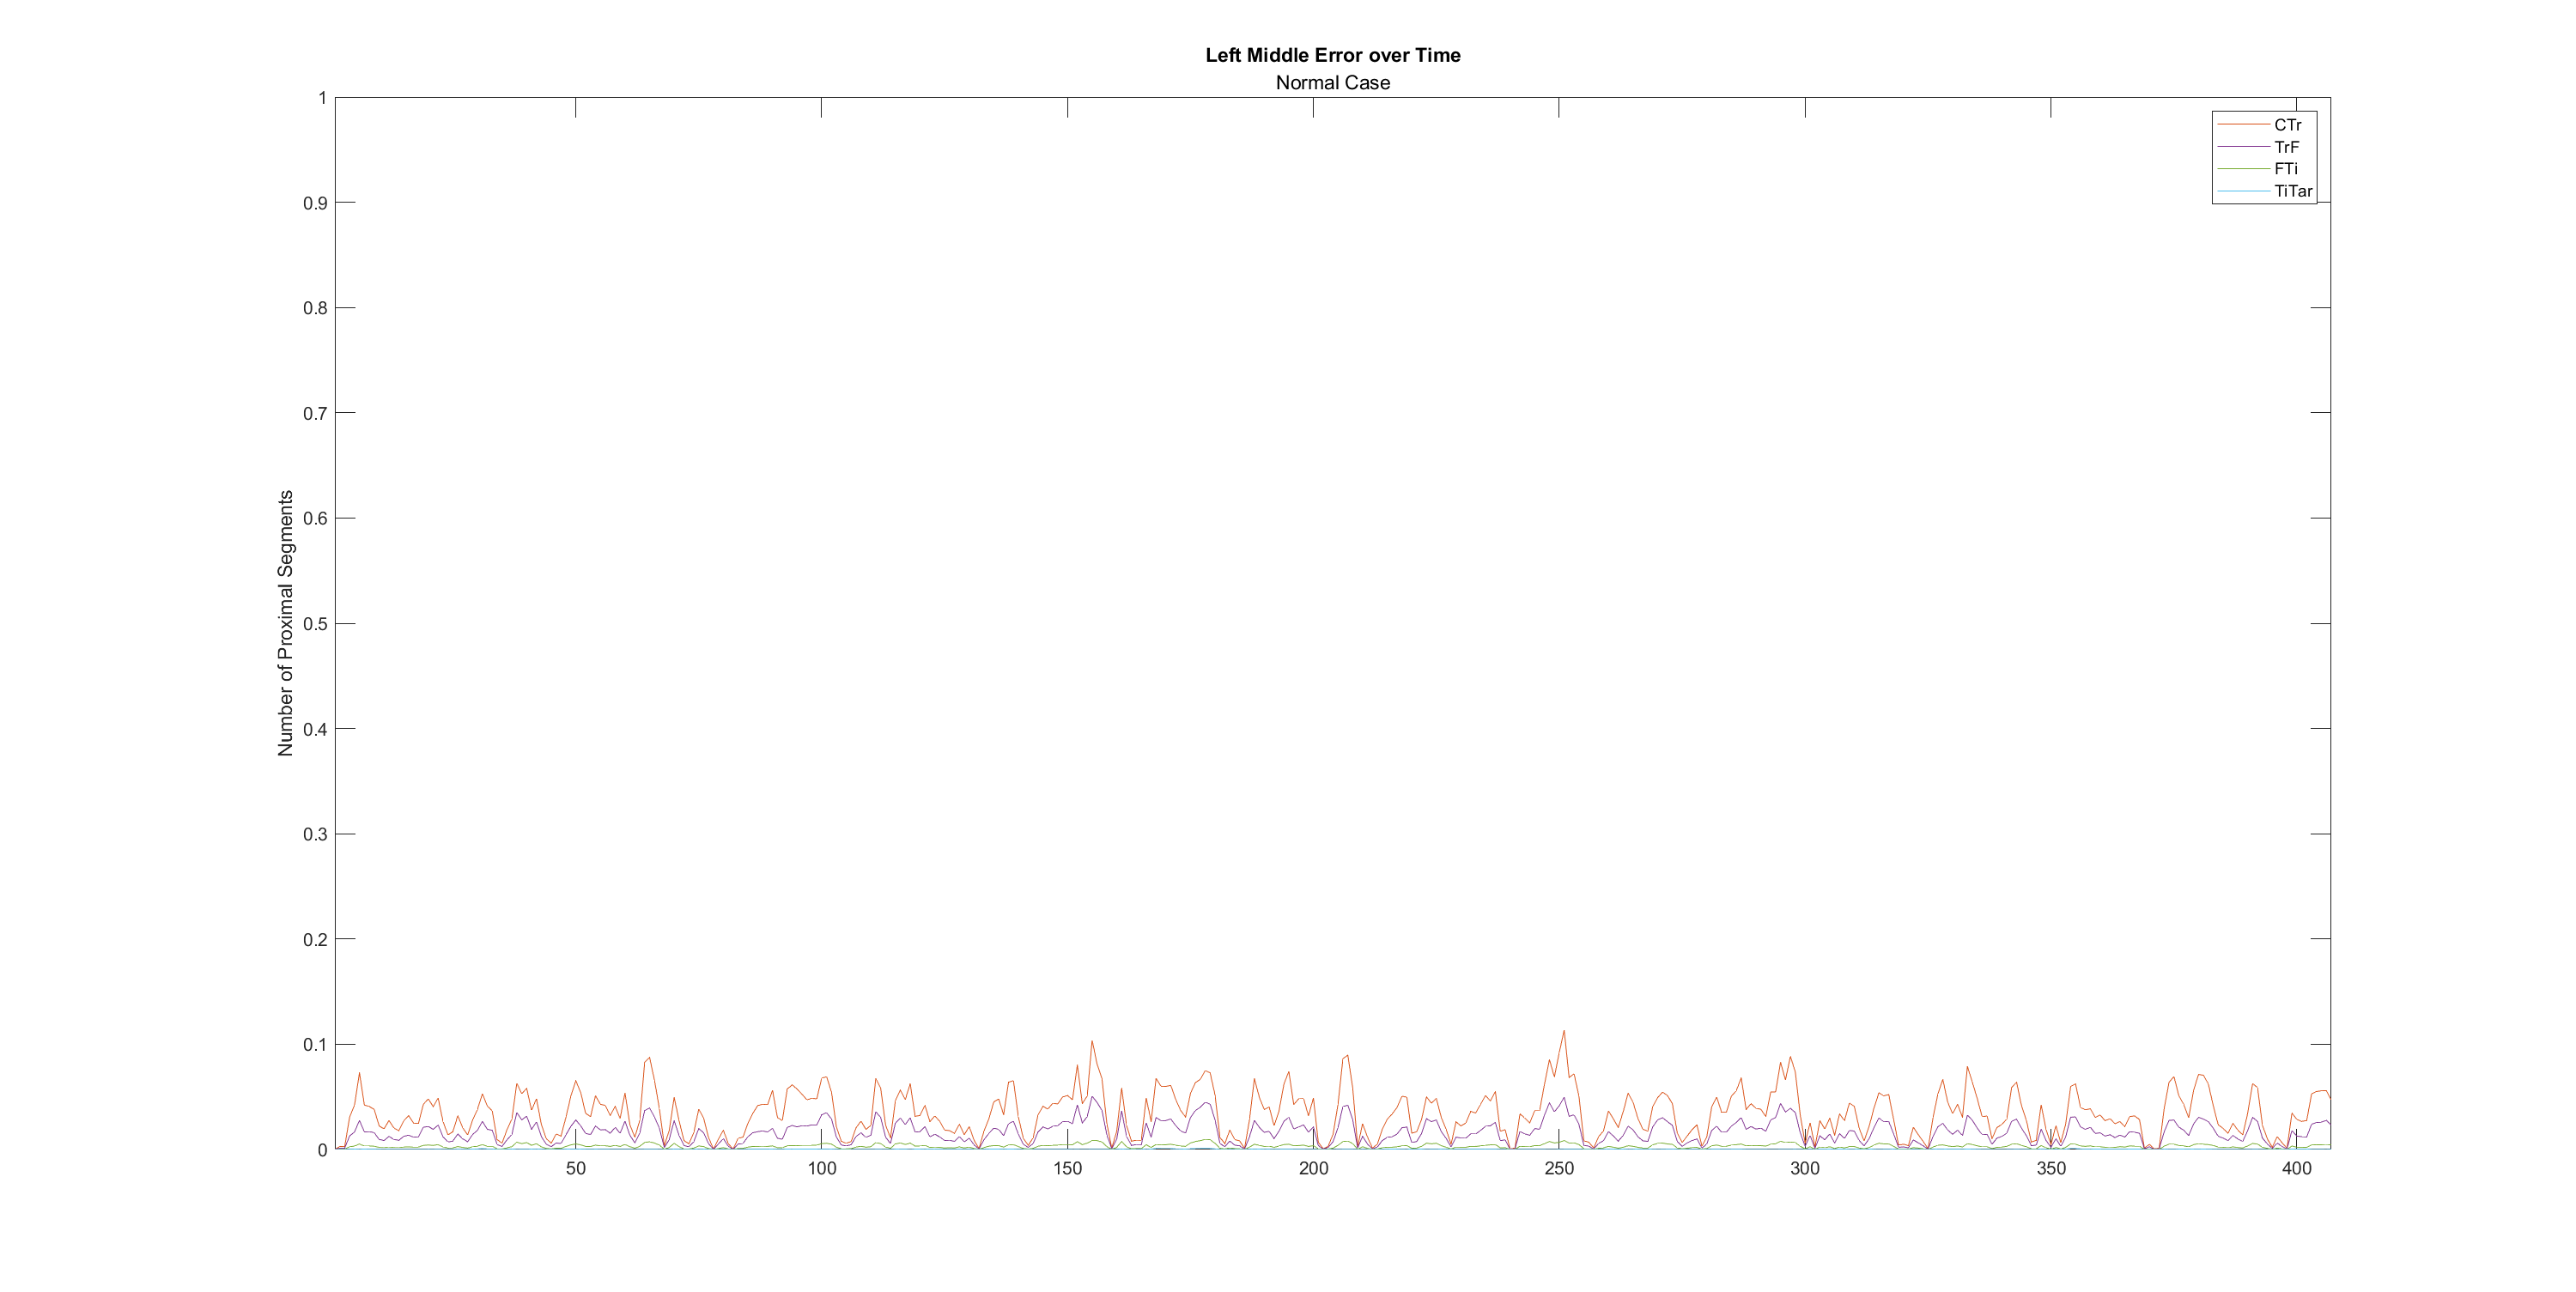 Left Middle Error over Time
Normal Case
1
0.9
0.8
0.7
0.6
0.5
0.4
0.3
0.2
0.1
0
Number of Proximal Segments
CTr
TrF
FTi
TiTar
50 100 150 200 250 300 350 400